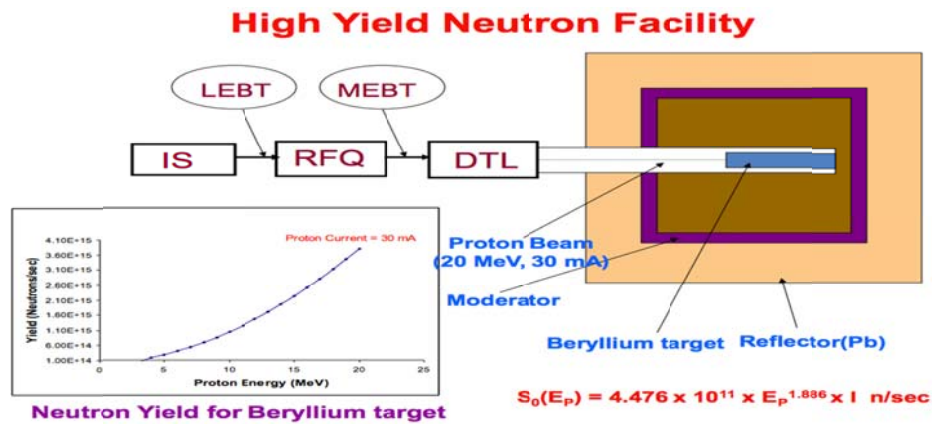 High Yield Neutron Facility
LEBT
MEBT
IS
RFQ
DTL
Proton Beam
(20 MeV, 30 mA)
Moderator
Beryllium target
Reflector(Pb)
Proton Current = 30 mA
Yield (Neutrons/sec)
4.10E+15
3.60E+15
3.10E+15
2.60E+15
2.10E+15
1.60E+15
1.10E+15
6.00E+14
1.00E+14
0
5
10
15
20
25
Proton Energy (MeV)
Neutron Yield for Beryllium target
S₀(E_P) = 4.476 x 10¹¹ x E_P¹·⁸⁸⁶ x I n/sec